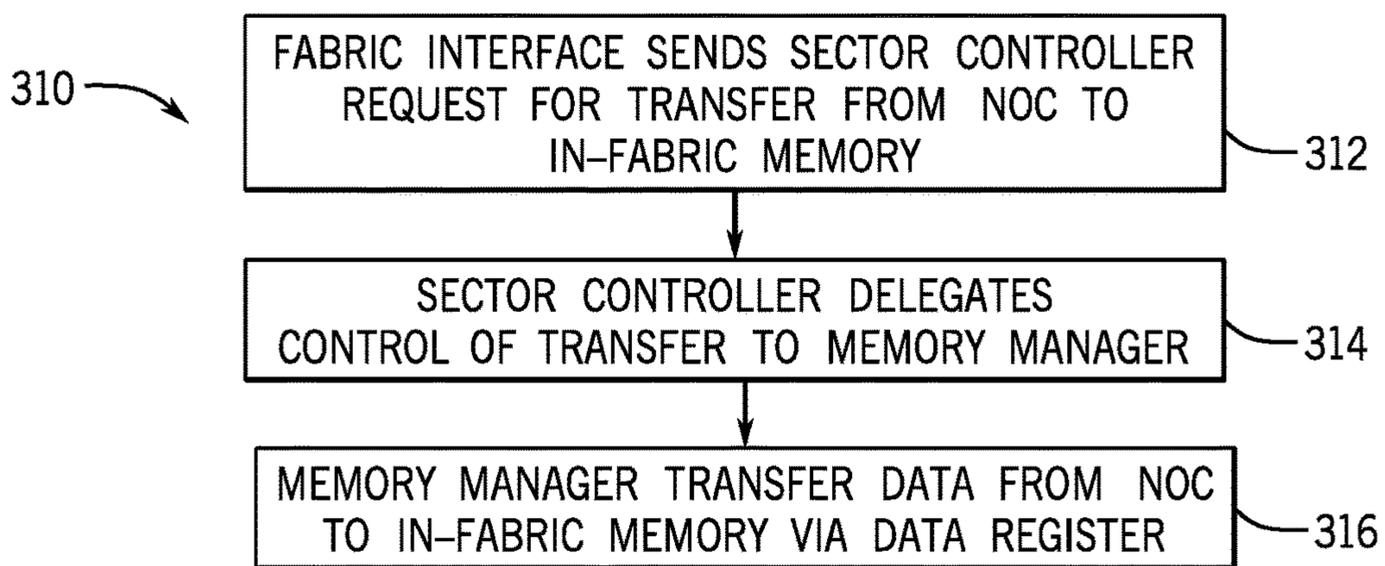 FABRIC INTERFACE SENDS SECTOR CONTROLLER
310
REQUEST FOR TRANSFER FROM NOC TO
IN–FABRIC MEMORY
312
SECTOR CONTROLLER DELEGATES
CONTROL OF TRANSFER TO MEMORY MANAGER
314
MEMORY MANAGER TRANSFER DATA FROM NOC
TO IN–FABRIC MEMORY VIA DATA REGISTER
316